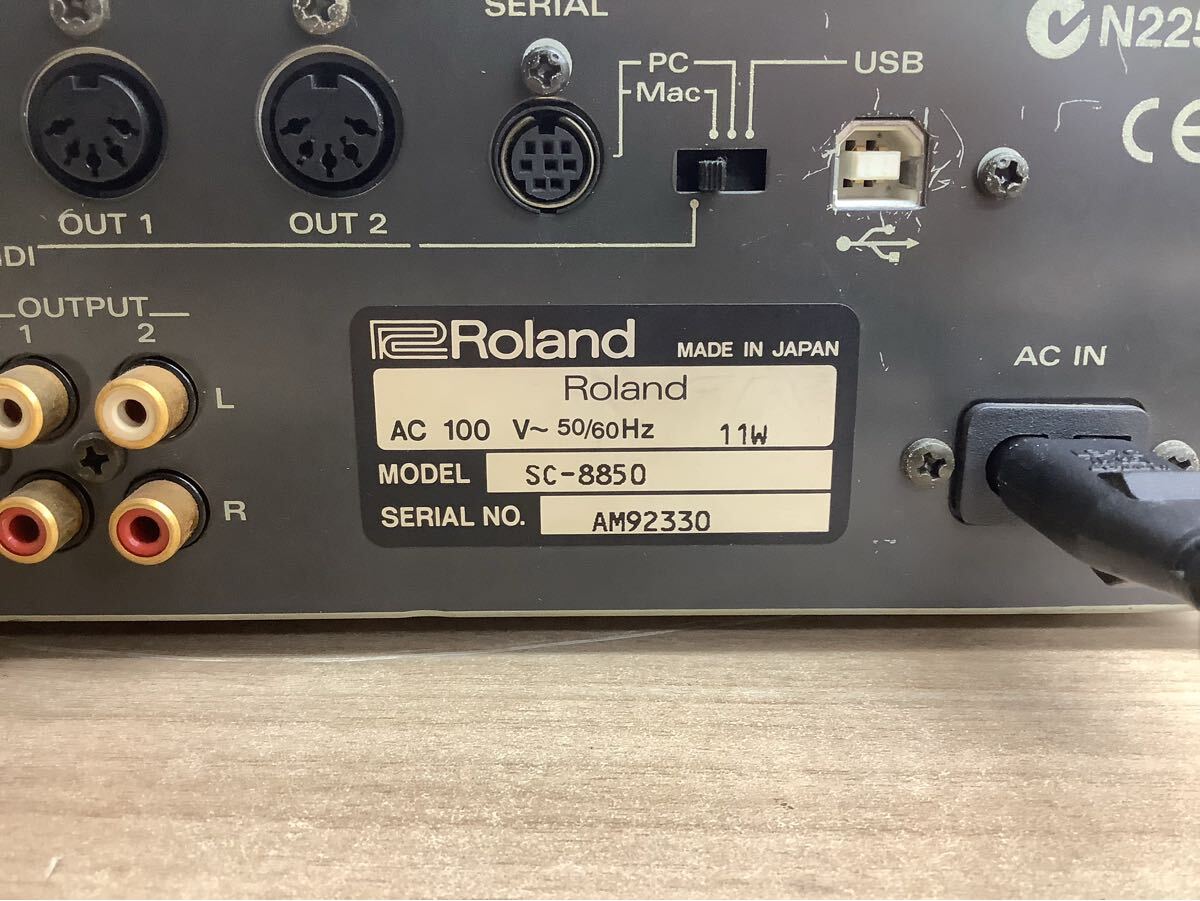 SERIAL
N225
PC
Mac
USB
CE
OUT 1
OUT 2
OUTPUT
1 2
L
R
AC IN
Roland MADE IN JAPAN
Roland
AC 100 V~ 50/60Hz 11W
MODEL SC-8850
SERIAL NO. AM92330